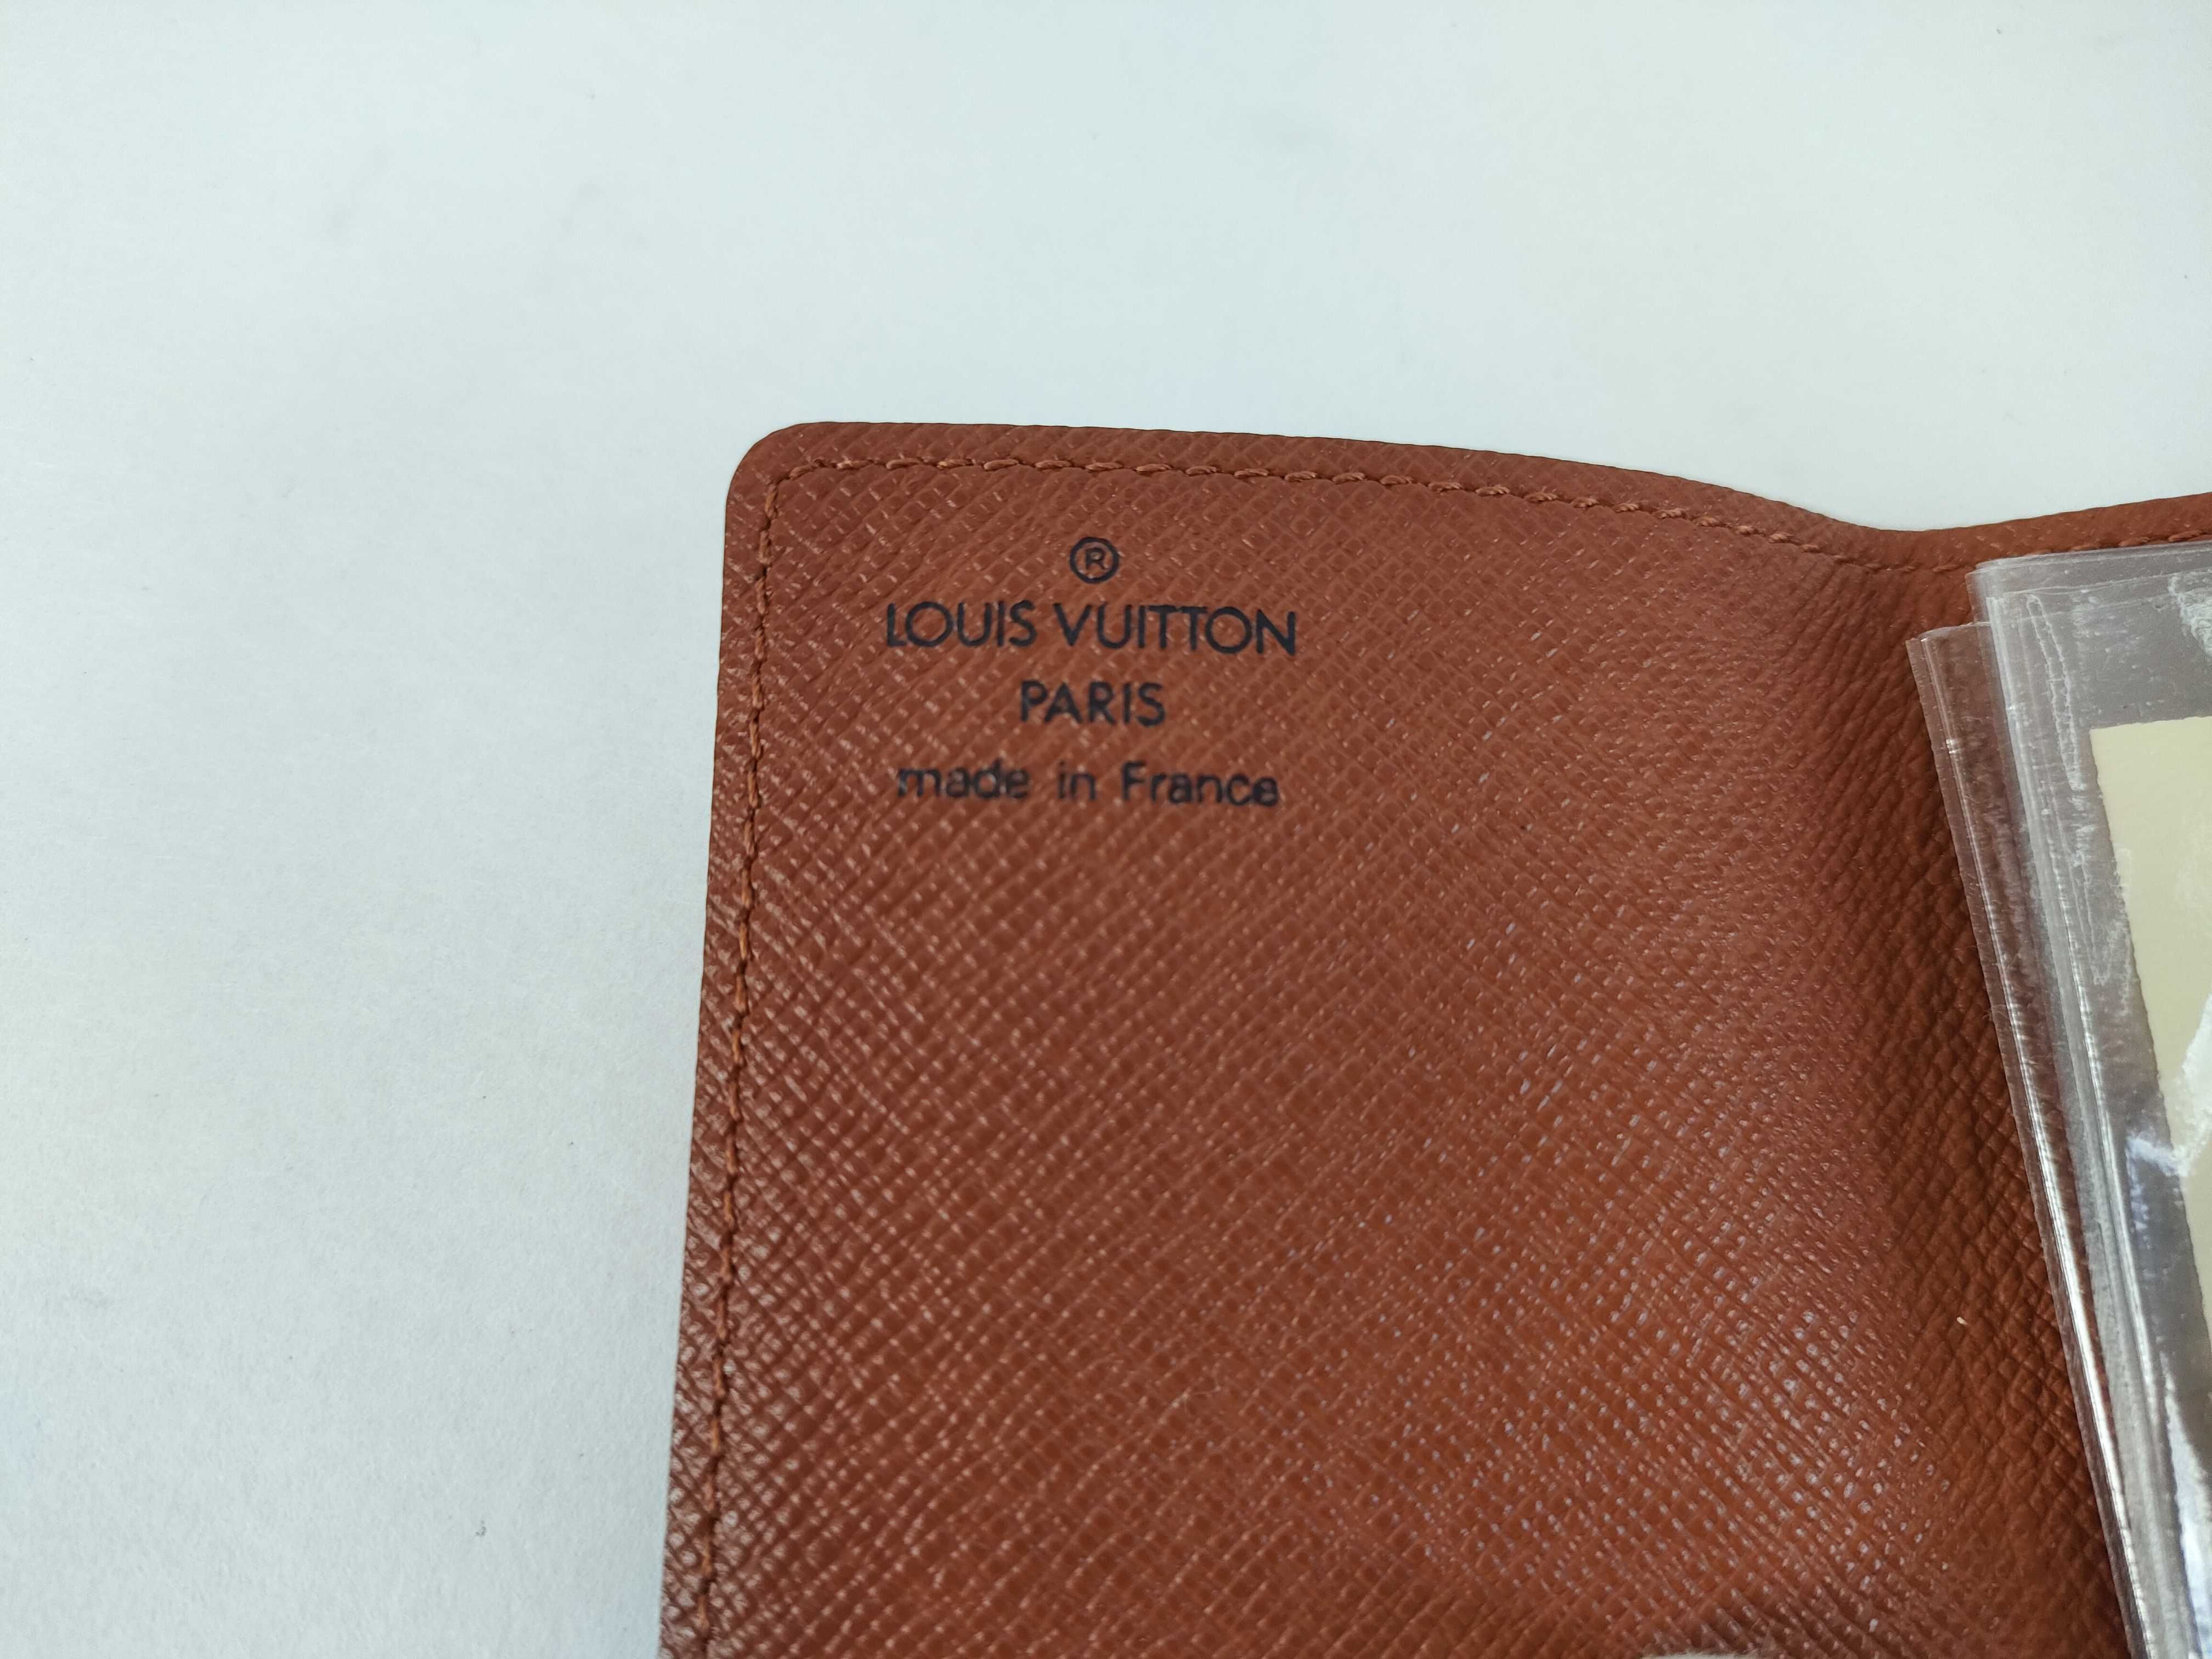 ®
LOUIS VUITTON
PARIS
made in France